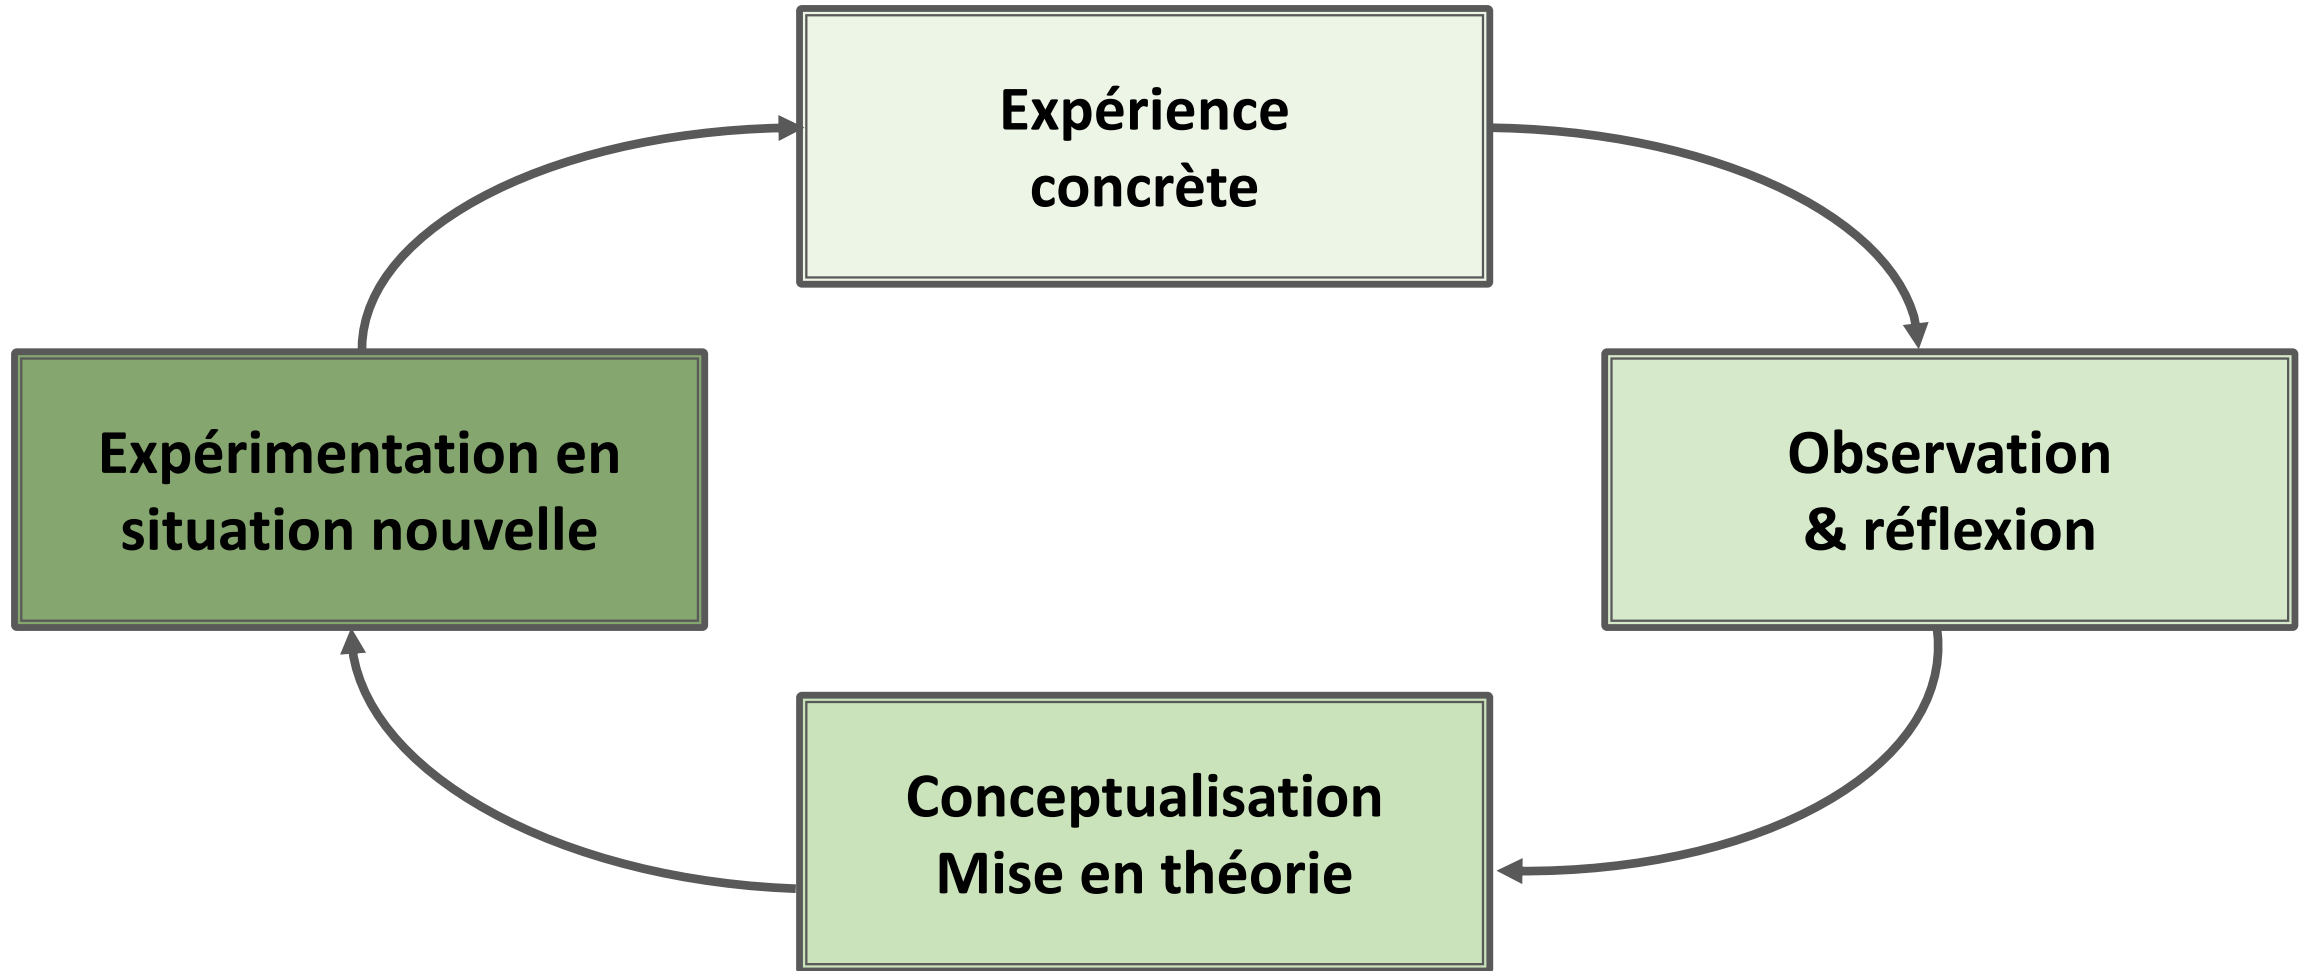 Expérience
concrète
Expérimentation en
situation nouvelle
Observation
& réflexion
Conceptualisation
Mise en théorie